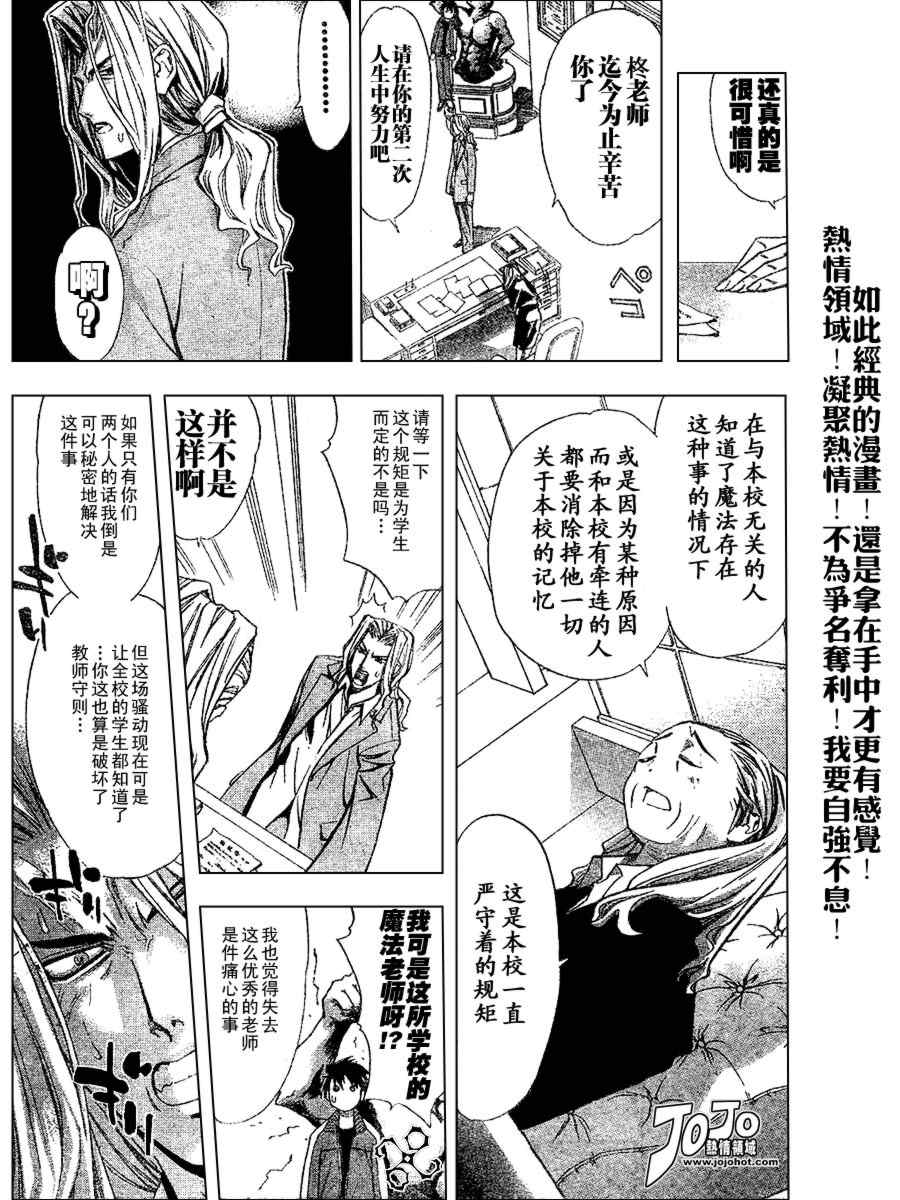 还真的是
很可惜啊
柊老师
迄今为止辛苦
你了
请在你的第二次
人生中努力吧
ペコ
…………
啊?
在与本校无关的人
知道了魔法存在
这种事的情况下
或是因为某种原因
而和本校有牵连的人
都要消除掉他一切
关于本校的记忆
这是本校一直
严守着的规矩
请等一下
这个规矩是为学生
而定的不是吗…
并不是
这样啊
如果只有你们
两个人的话我倒是
可以秘密地解决
这件事
但这场骚动现在可是
让全校的学生都知道了
…你这也算是破坏了
教师守则…
我可是这所学校的
魔法老师呀!?
我也觉得失去
这么优秀的老师
是件痛心的事
如此經典的漫畫！還是拿在手中才更有感覺！
熱情領域！凝聚熱情！不為爭名奪利！我要自強不息！
JOJO
熱情領域
www.jojohot.com